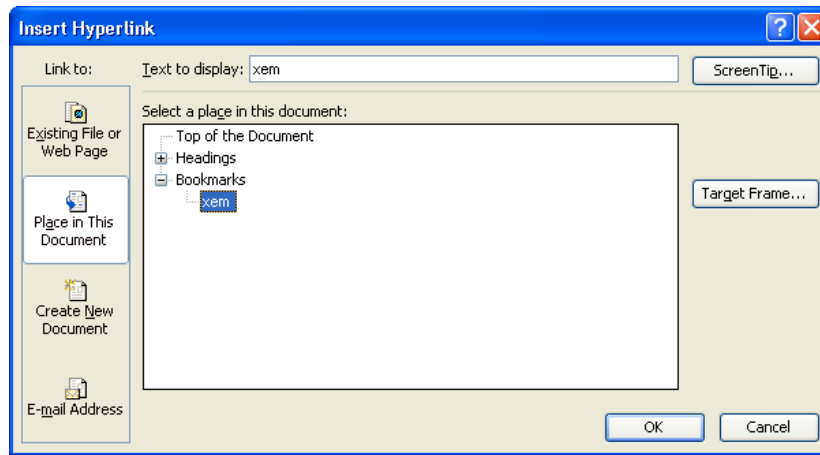 Insert Hyperlink
Link to:
Text to display: xem
ScreenTip...
Select a place in this document:
Existing File or
Web Page
Place in This
Document
Create New
Document
E-mail Address
Top of the Document
Headings
Bookmarks
xem
Target Frame...
OK
Cancel